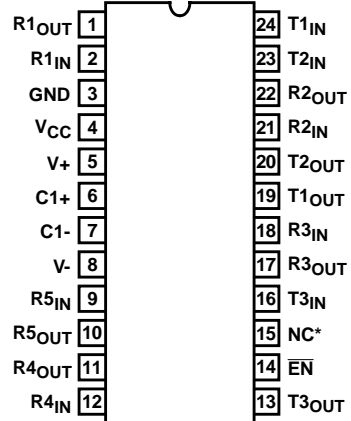 R1OUT 1 24 T1IN
R1IN 2 23 T2IN
GND 3 22 R2OUT
VCC 4 21 R2IN
V+ 5 20 T2OUT
C1+ 6 19 T1OUT
C1- 7 18 R3IN
V- 8 17 R3OUT
R5IN 9 16 T3IN
R5OUT 10 15 NC*
R4OUT 11 14 E̅N̅
R4IN 12 13 T3OUT